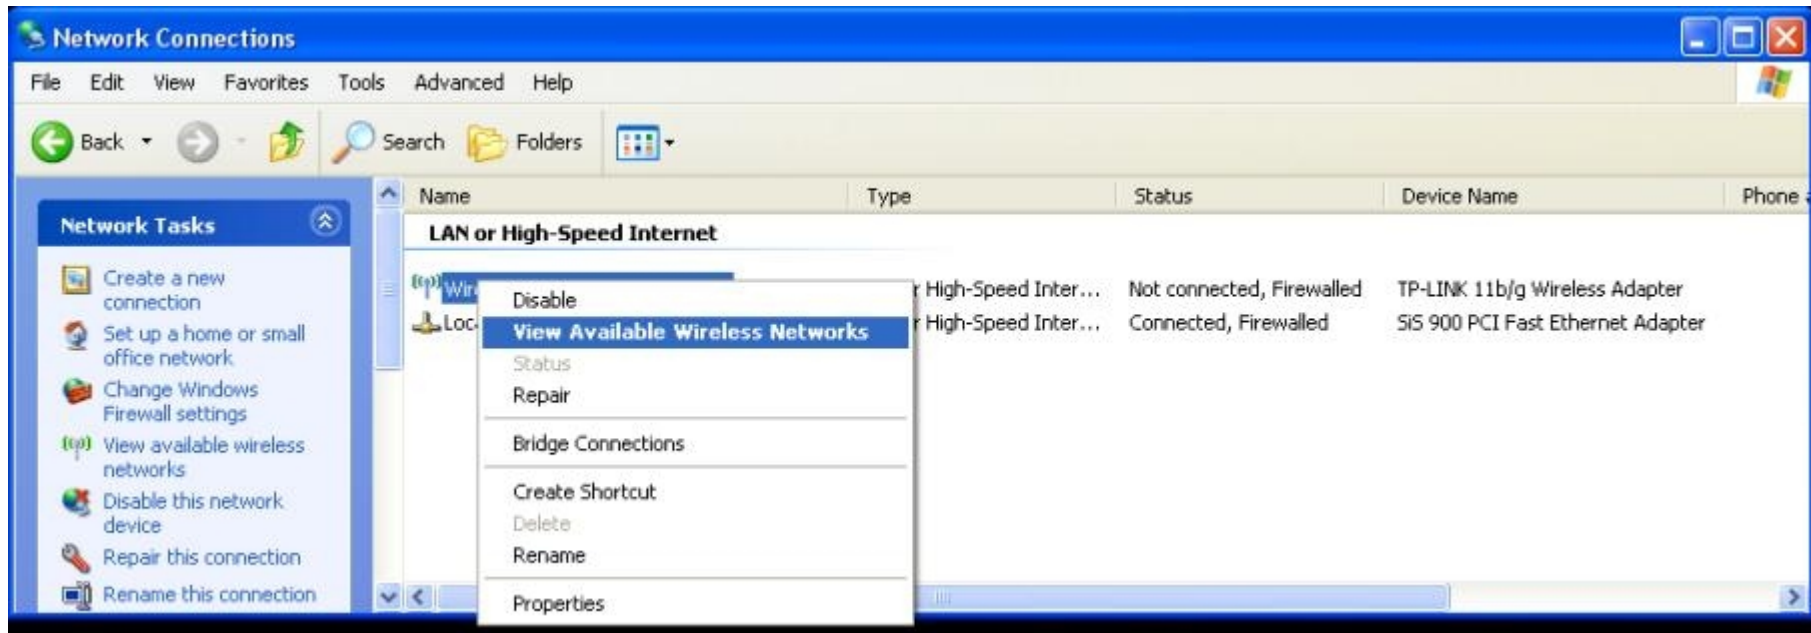 Network Connections
File Edit View Favorites Tools Advanced Help
Back Search Folders
Name Type Status Device Name Phone
Network Tasks
Create a new
connection
Set up a home or small
office network
Change Windows
Firewall settings
View available wireless
networks
Disable this network
device
Repair this connection
Rename this connection
LAN or High-Speed Internet
Wire
r High-Speed Inter... Not connected, Firewalled TP-LINK 11b/g Wireless Adapter
Loc
r High-Speed Inter... Connected, Firewalled SiS 900 PCI Fast Ethernet Adapter
Disable
View Available Wireless Networks
Status
Repair
Bridge Connections
Create Shortcut
Delete
Rename
Properties